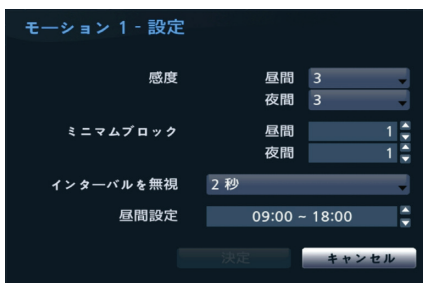 モーション 1 - 設定
感度 昼間 3
夜間 3
ミニマムブロック 昼間 1
夜間 1
インターバルを無視 2 秒
昼間設定 09:00 ~ 18:00
決定 キャンセル